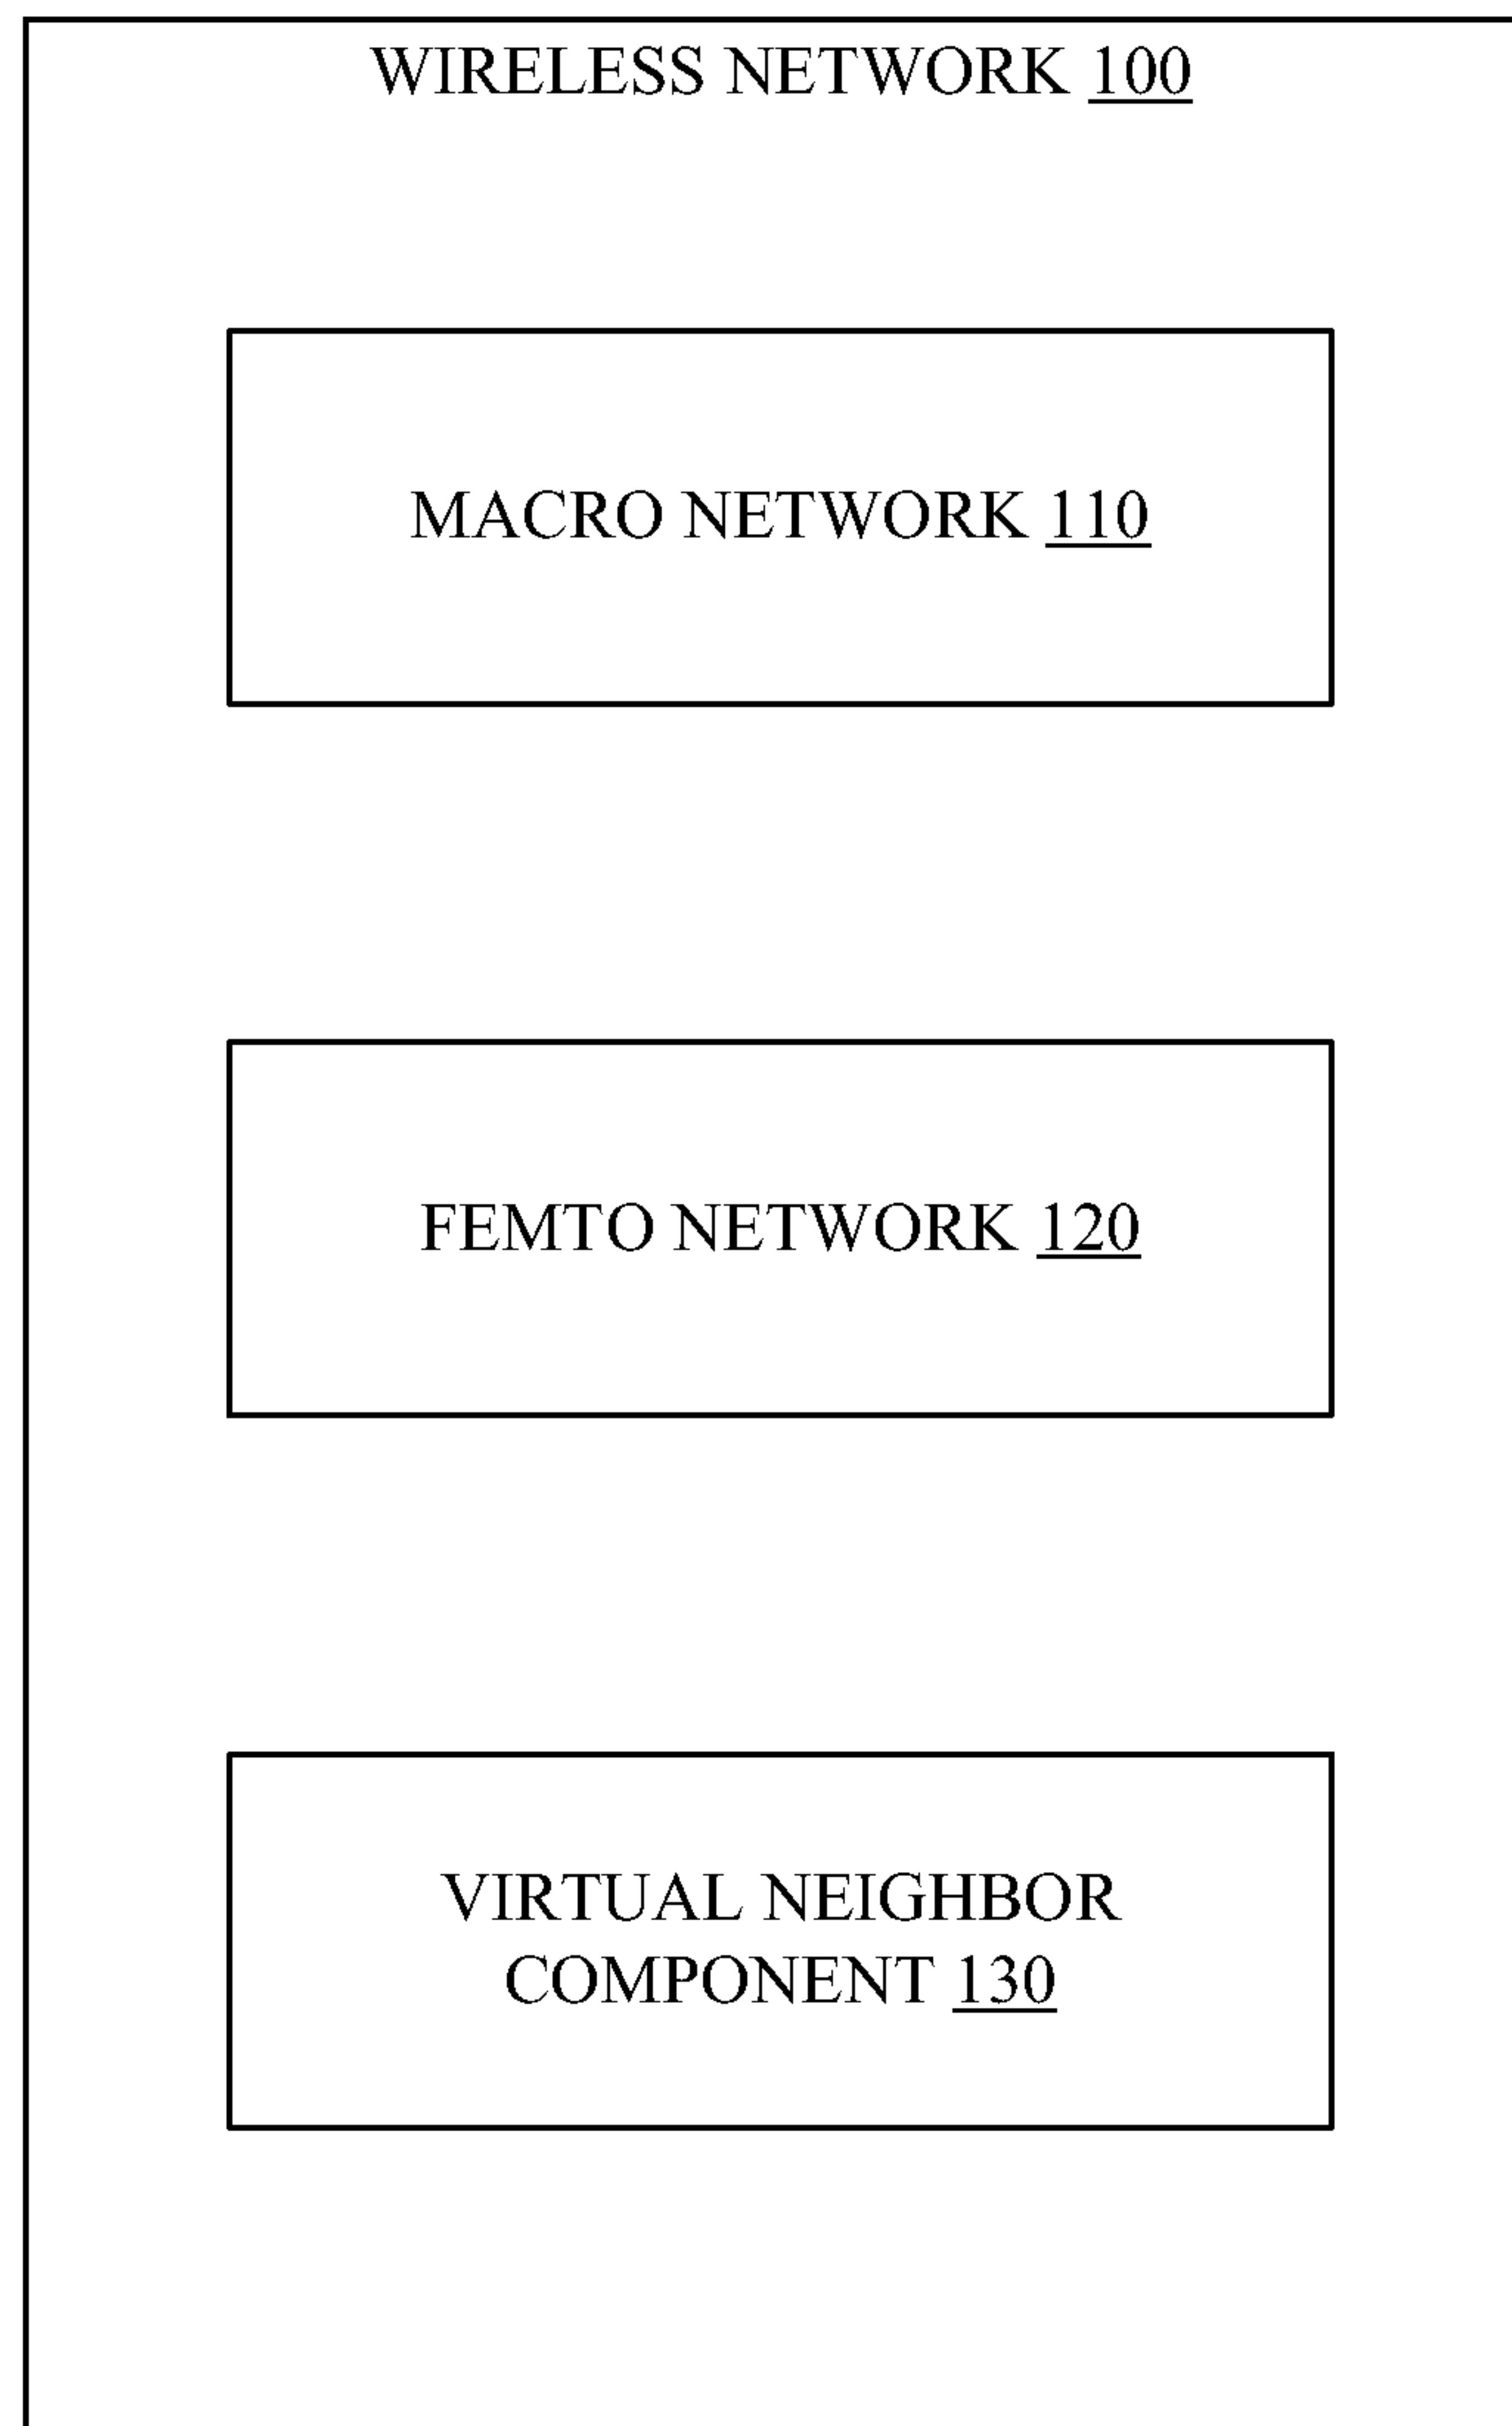 WIRELESS NETWORK 100
MACRO NETWORK 110
FEMTO NETWORK 120
VIRTUAL NEIGHBOR
COMPONENT 130